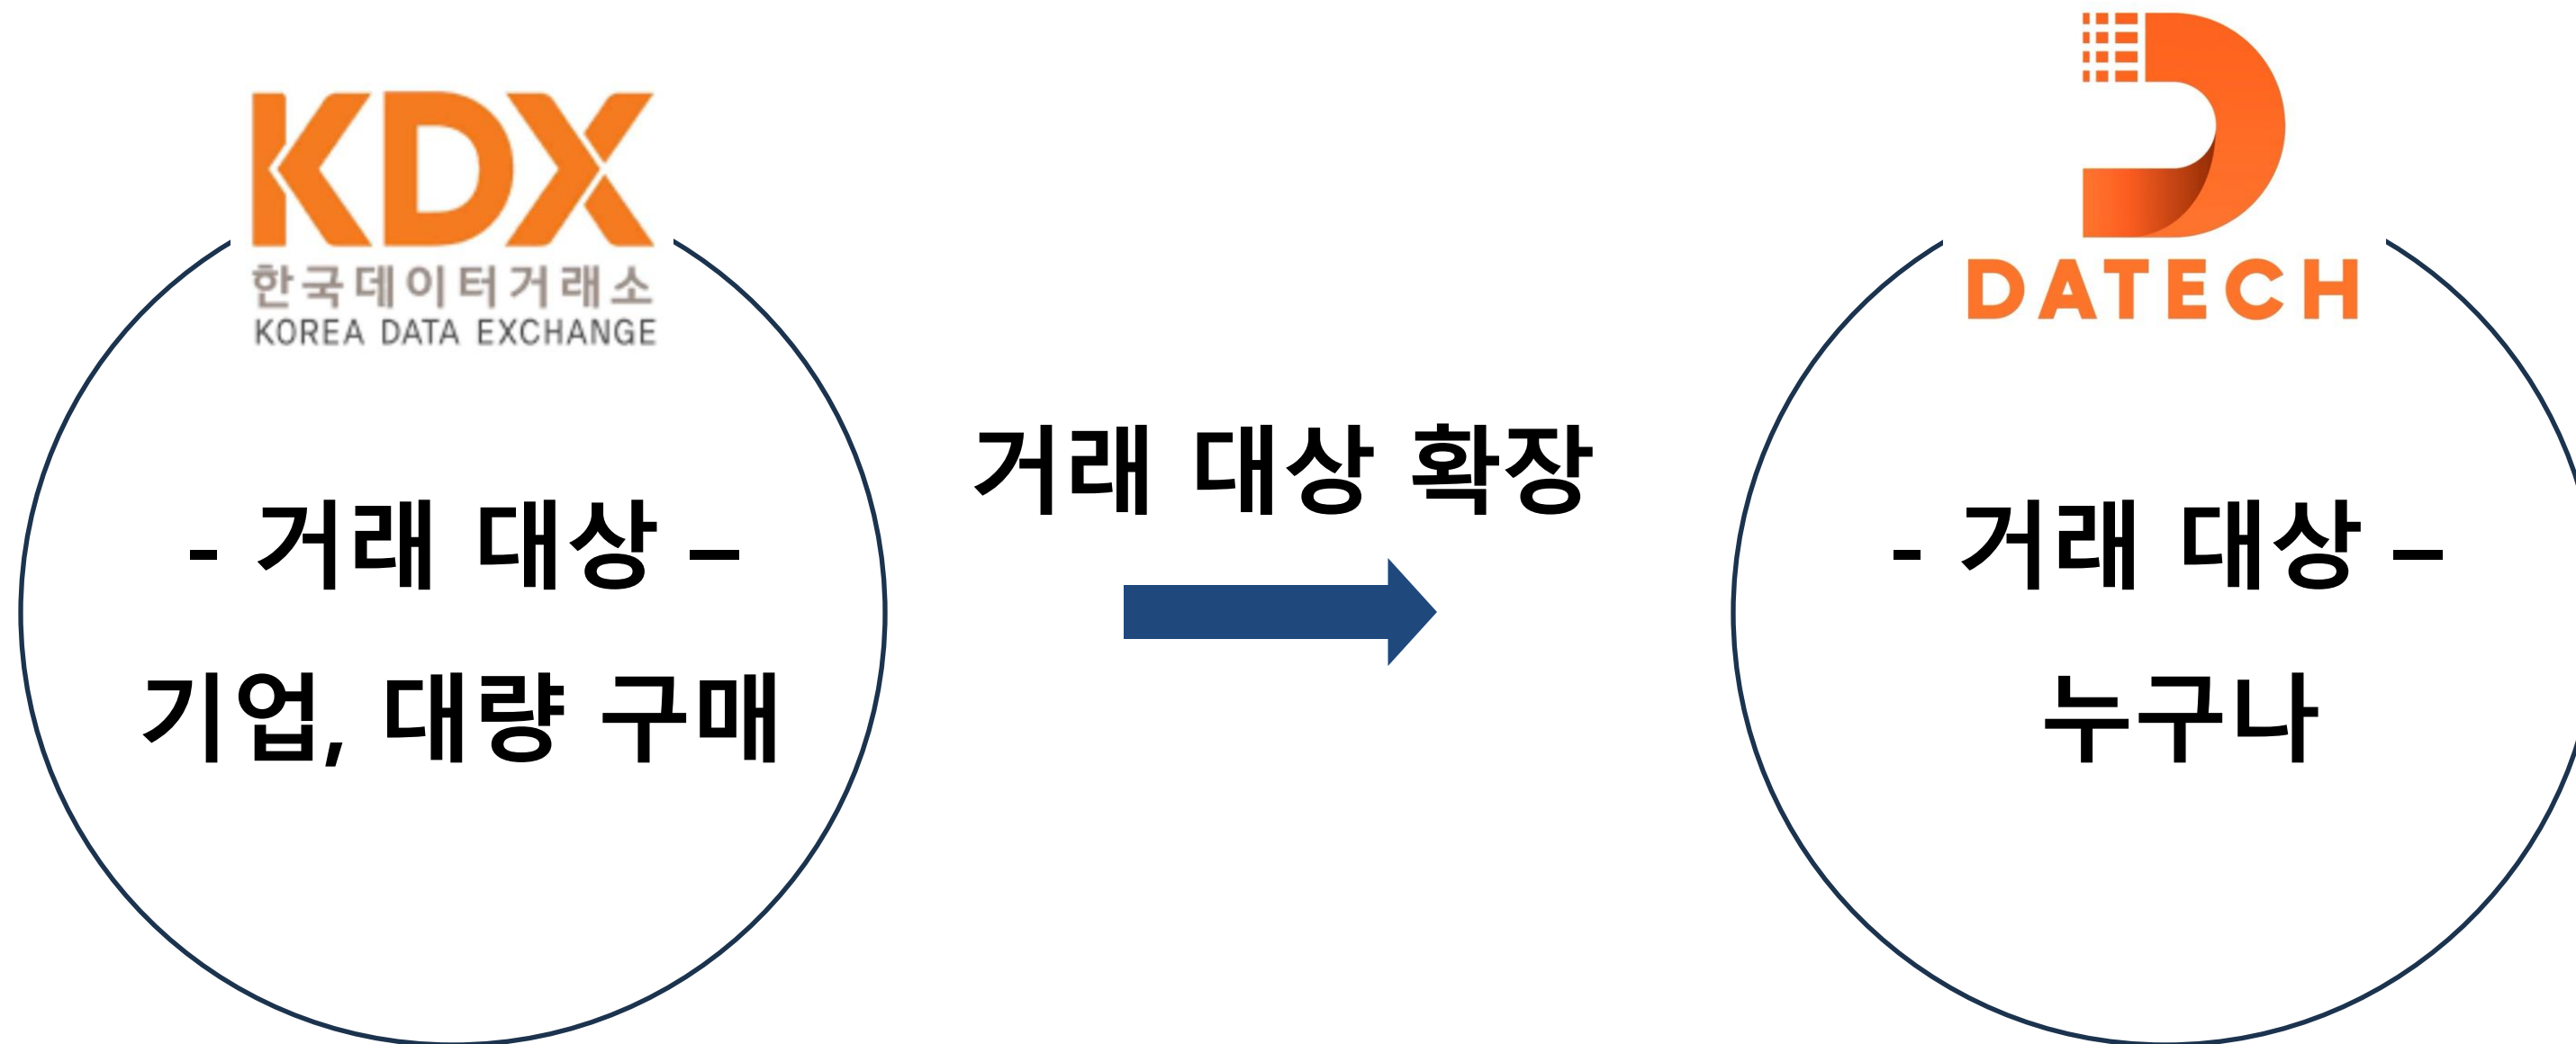 KDX
한국데이터거래소
KOREA DATA EXCHANGE
- 거래 대상 –
기업, 대량 구매
거래 대상 확장
DATECH
- 거래 대상 –
누구나